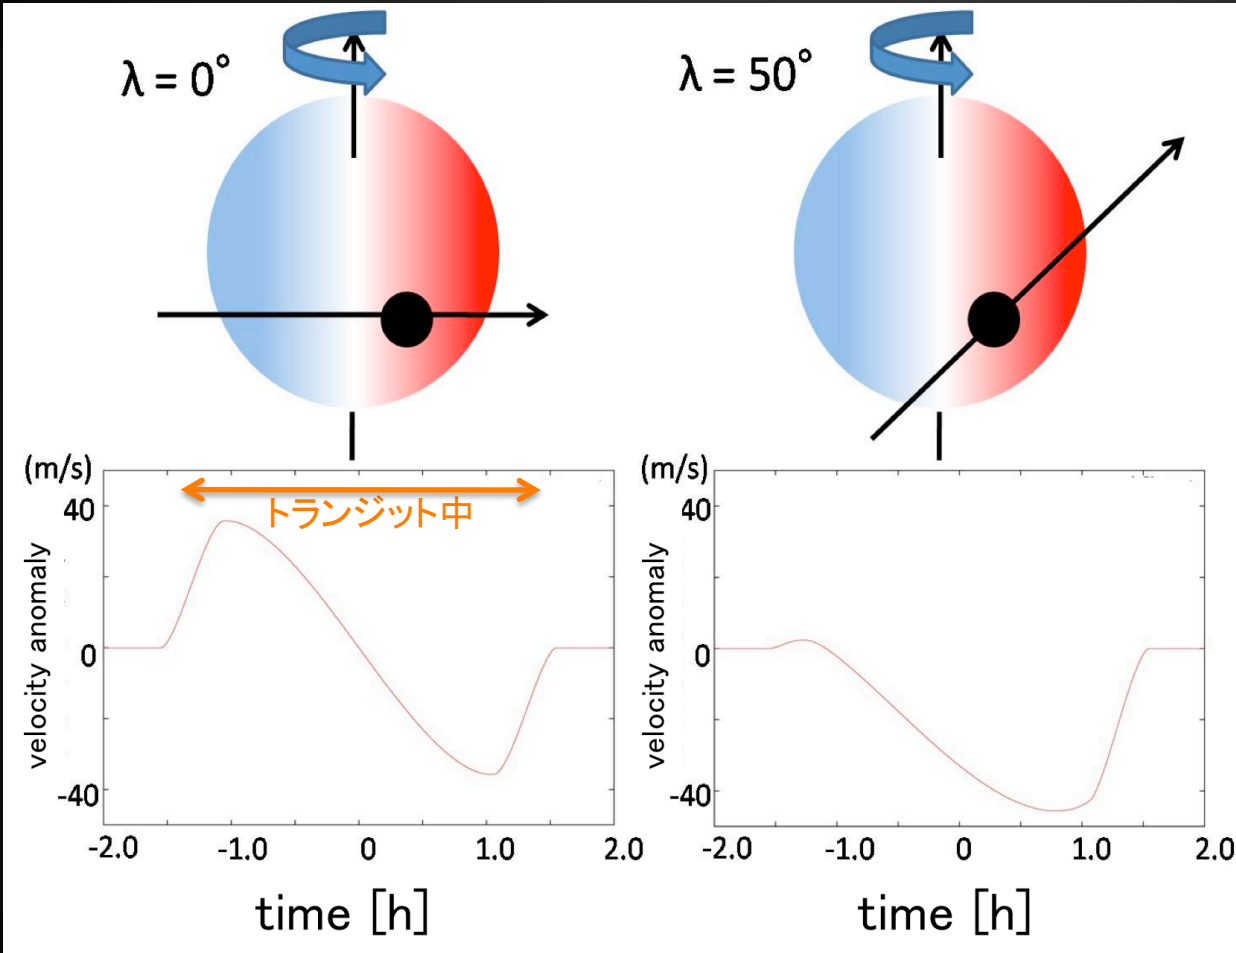 λ = 0°
λ = 50°
(m/s)
トランジット中
40
0
-40
velocity anomaly
-2.0
-1.0
0
1.0
2.0
time [h]
(m/s)
40
0
-40
velocity anomaly
-2.0
-1.0
0
1.0
2.0
time [h]